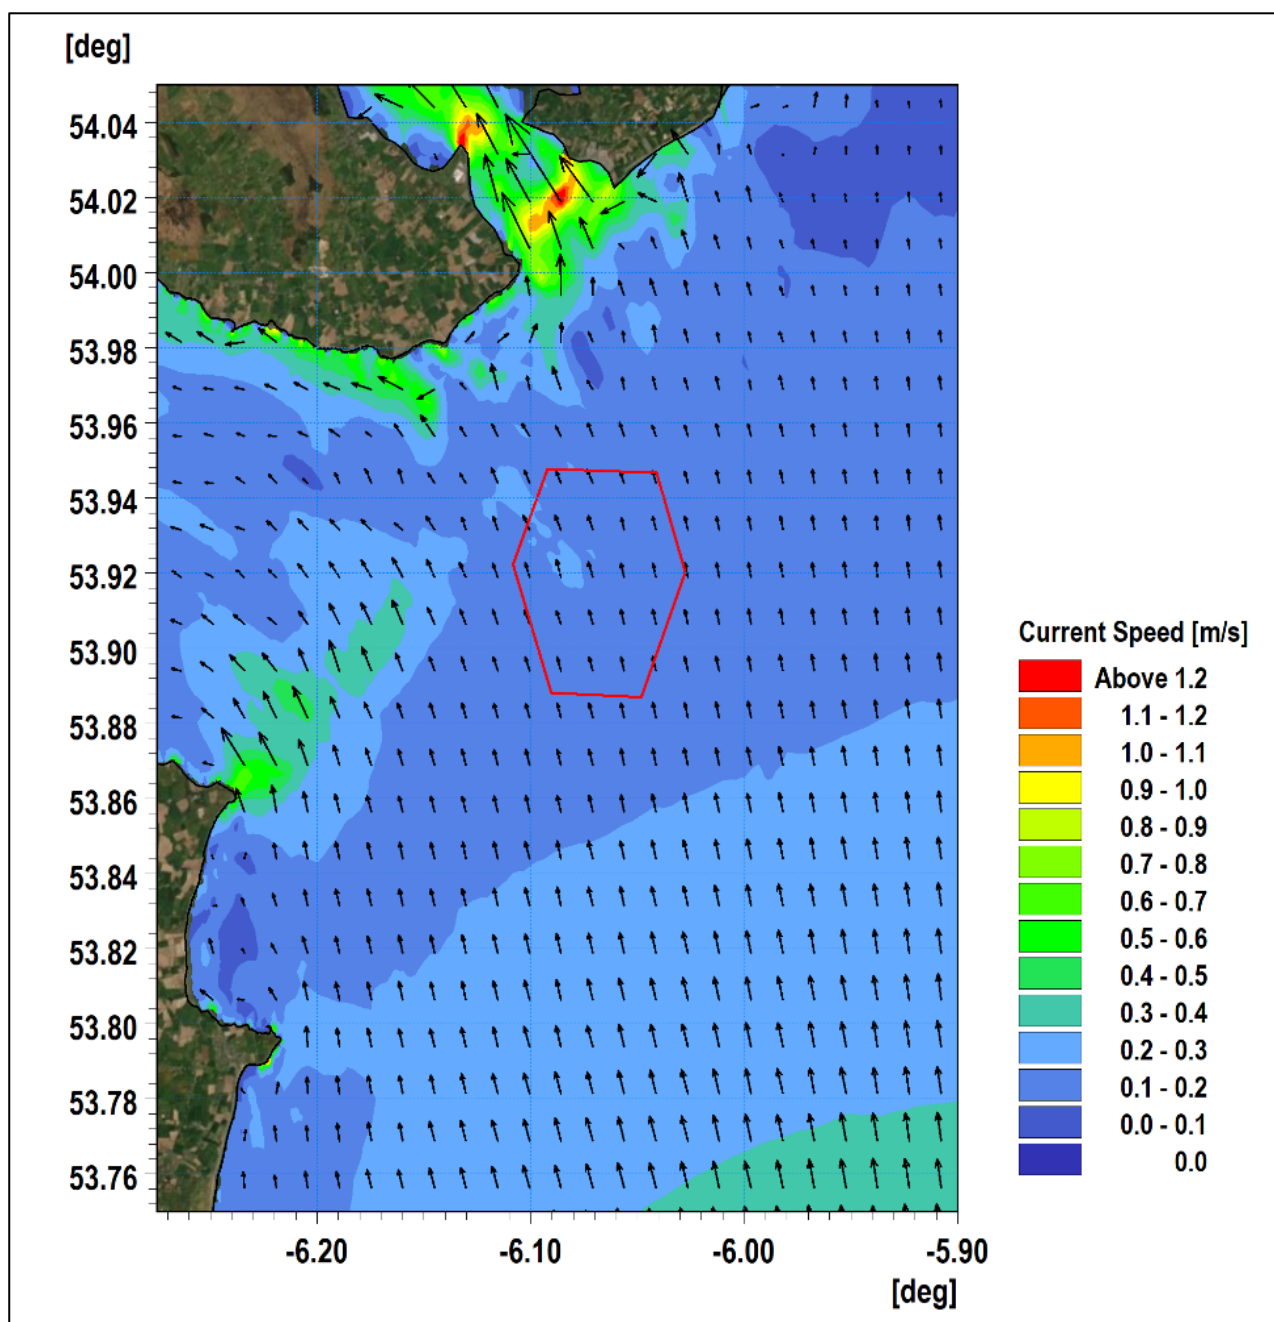 [deg]
54.04
54.02
54.00
53.98
53.96
53.94
53.92
53.90
53.88
53.86
53.84
53.82
53.80
53.78
53.76
-6.20
-6.10
-6.00
-5.90
[deg]
Current Speed [m/s]
Above 1.2
1.1 - 1.2
1.0 - 1.1
0.9 - 1.0
0.8 - 0.9
0.7 - 0.8
0.6 - 0.7
0.5 - 0.6
0.4 - 0.5
0.3 - 0.4
0.2 - 0.3
0.1 - 0.2
0.0 - 0.1
0.0